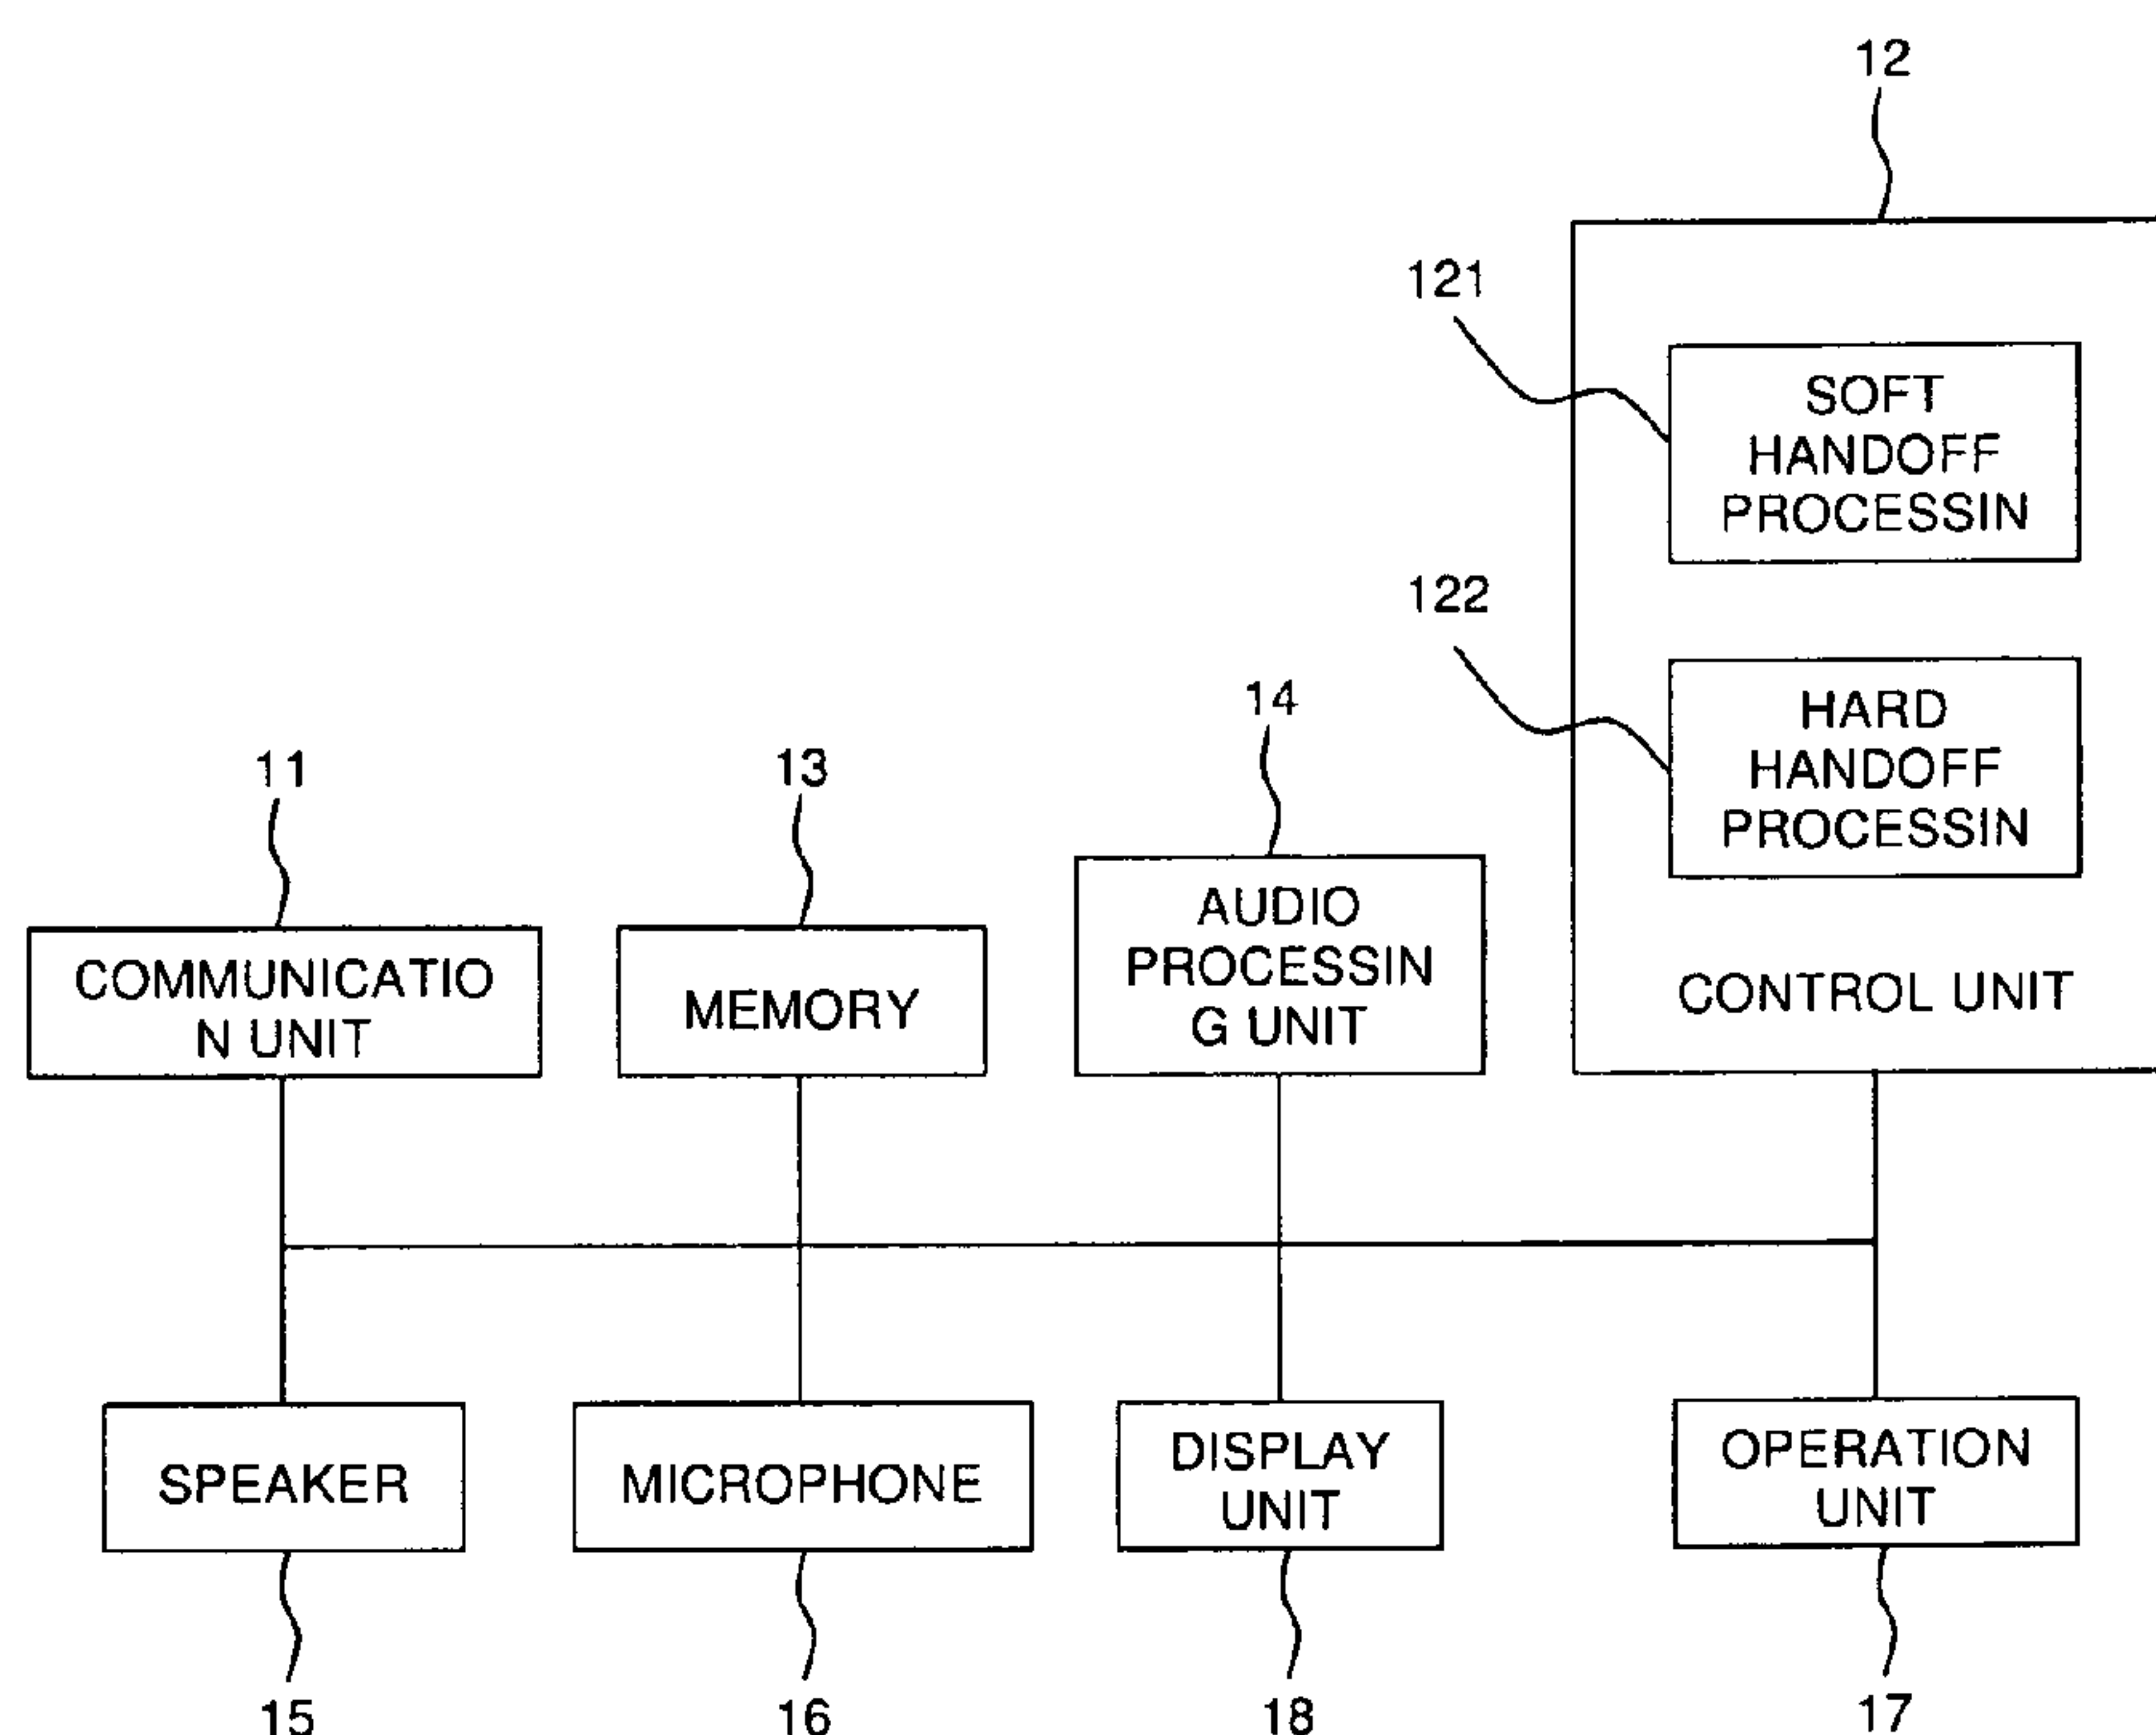 12
121
SOFT
HANDOFF
PROCESSIN
122
HARD
HANDOFF
PROCESSIN
CONTROL UNIT
11
COMMUNICATIO
N UNIT
13
MEMORY
14
AUDIO
PROCESSIN
G UNIT
SPEAKER
15
MICROPHONE
16
DISPLAY
UNIT
18
OPERATION
UNIT
17